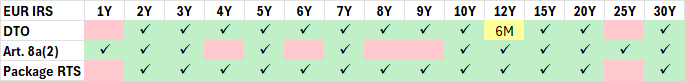 EUR IRS 1Y 2Y 3Y 4Y 5Y 6Y 7Y 8Y 9Y 10Y 12Y 15Y 20Y 25Y 30Y
DTO ✓ ✓ ✓ ✓ ✓ ✓ ✓ ✓ ✓ 6M ✓ ✓ ✓
Art. 8a(2) ✓ ✓ ✓ ✓ ✓ ✓ ✓ ✓ ✓ ✓ ✓
Package RTS ✓ ✓ ✓ ✓ ✓ ✓ ✓ ✓ ✓ ✓ ✓ ✓ ✓